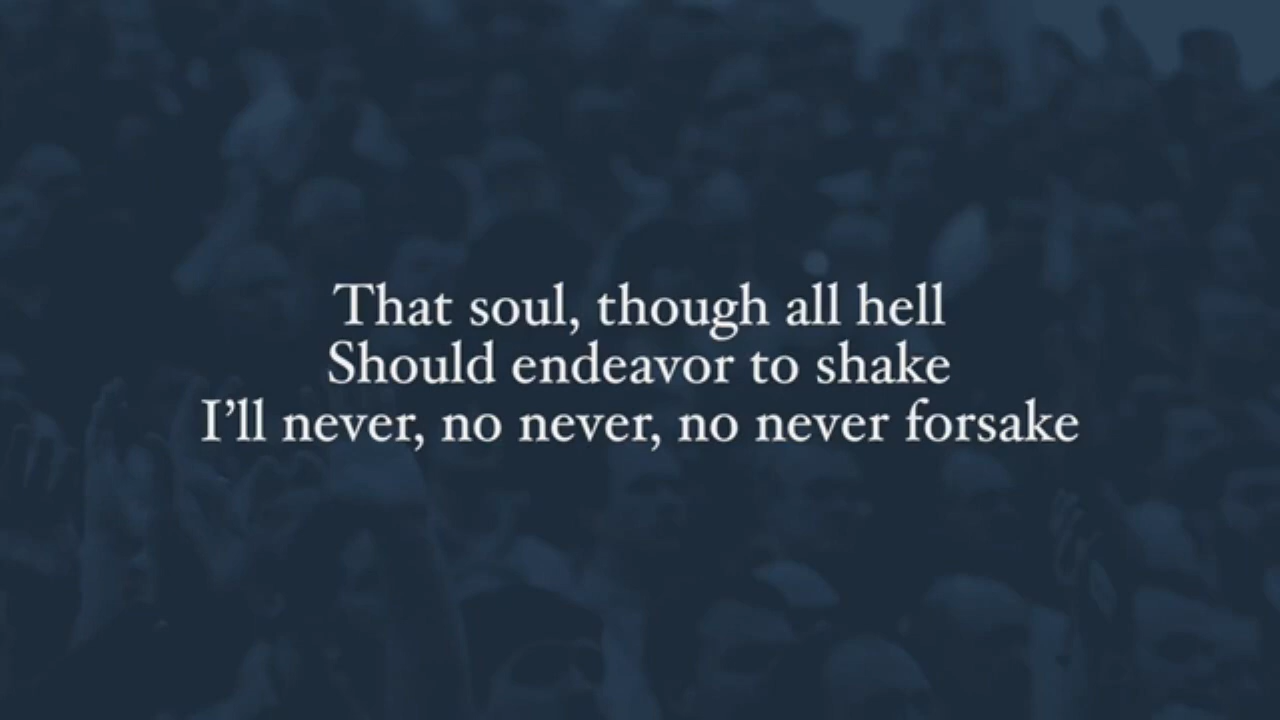 That soul, though all hell
Should endeavor to shake
I’ll never, no never, no never forsake